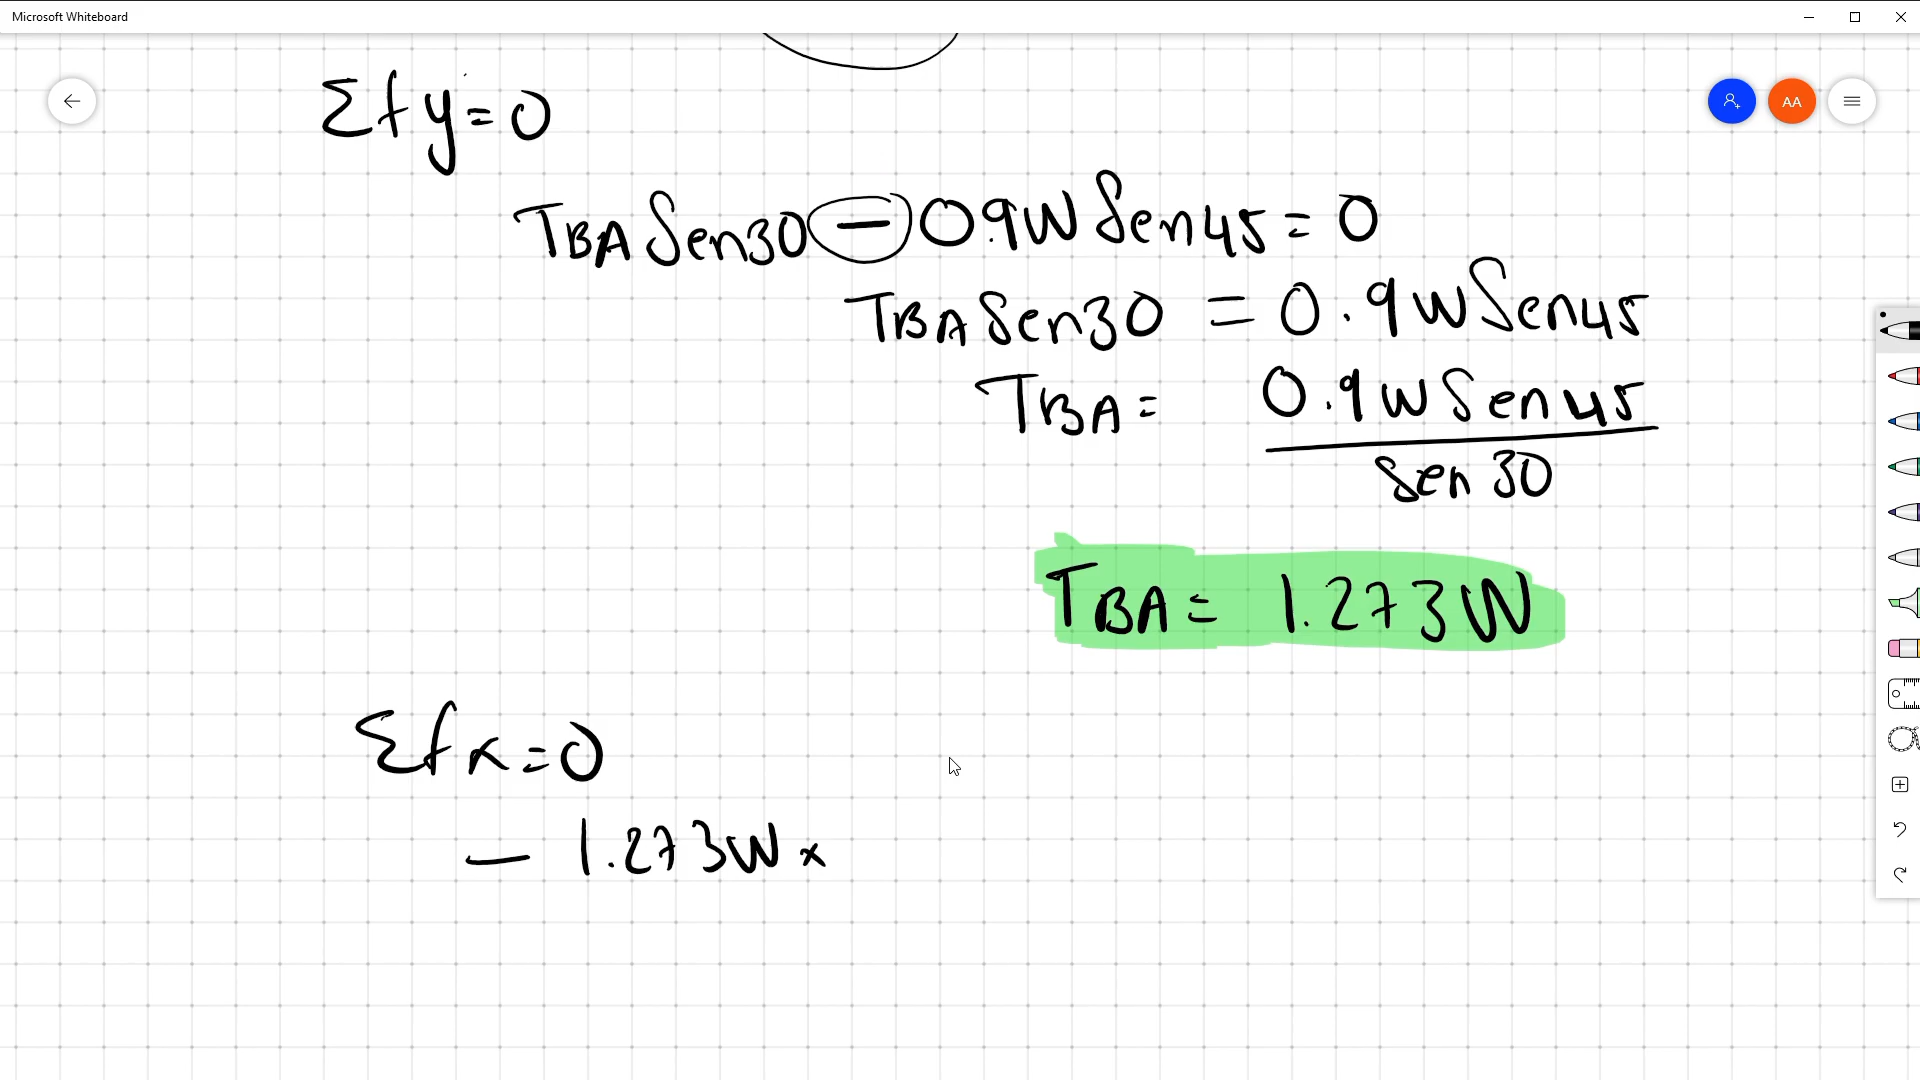 Microsoft Whiteboard
AA
Σfy=0
TBA Sen30 - 0.9W Sen45 = 0
TBA Sen30 = 0.9W Sen45
TBA = 0.9W Sen45
Sen 30
TBA = 1.273W
Σfx=0
- 1.273W x